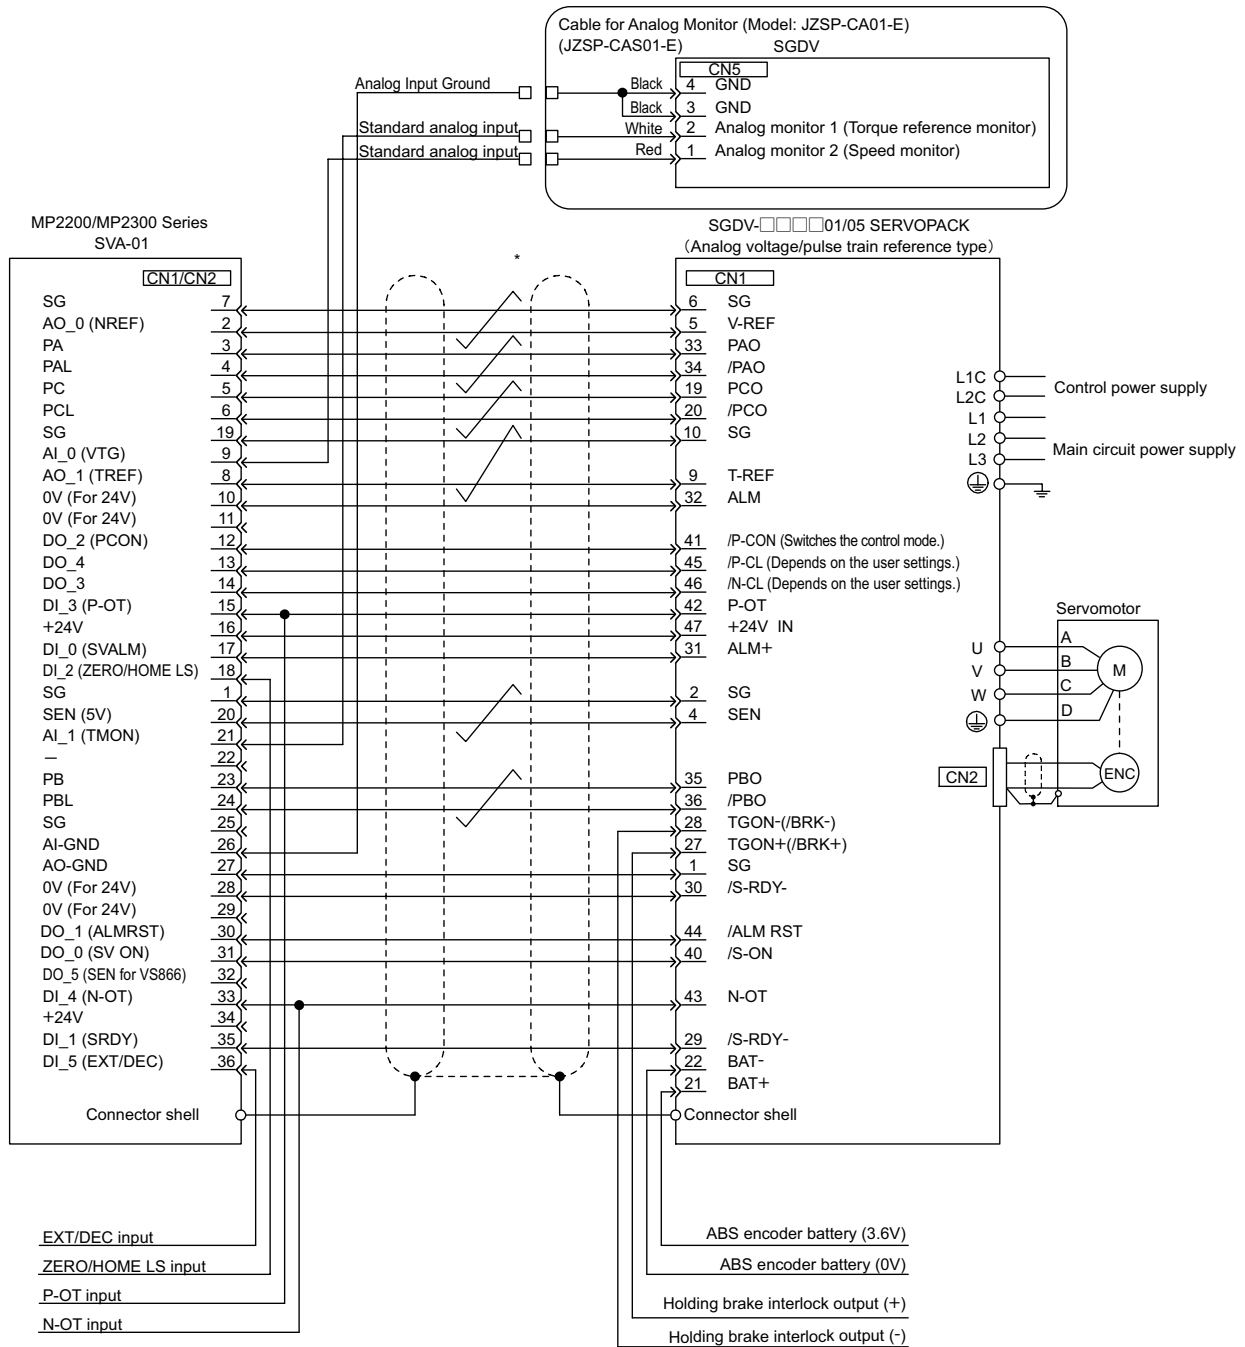 Cable for Analog Monitor (Model: JZSP-CA01-E)
(JZSP-CAS01-E) SGDV
CN5
Analog Input Ground Black 4 GND
Black 3 GND
Standard analog input White 2 Analog monitor 1 (Torque reference monitor)
Standard analog input Red 1 Analog monitor 2 (Speed monitor)
MP2200/MP2300 Series
SVA-01
SGDV-□□□□01/05 SERVOPACK
(Analog voltage/pulse train reference type)
*
CN1/CN2 CN1
SG 7 6 SG
AO_0 (NREF) 2 5 V-REF
PA 3 33 PAO
PAL 4 34 /PAO
PC 5 19 PCO
PCL 6 20 /PCO
SG 19 10 SG
AI_0 (VTG) 9
AO_1 (TREF) 8 9 T-REF
0V (For 24V) 10 32 ALM
0V (For 24V) 11
DO_2 (PCON) 12 41 /P-CON (Switches the control mode.)
DO_4 13 45 /P-CL (Depends on the user settings.)
DO_3 14 46 /N-CL (Depends on the user settings.)
DI_3 (P-OT) 15 42 P-OT
+24V 16 47 +24V IN
DI_0 (SVALM) 17 31 ALM+
DI_2 (ZERO/HOME LS) 18
SG 1 2 SG
SEN (5V) 20 4 SEN
AI_1 (TMON) 21
— 22
PB 23 35 PBO
PBL 24 36 /PBO
SG 25 28 TGON-(/BRK-)
AI-GND 26 27 TGON+(/BRK+)
AO-GND 27 1 SG
0V (For 24V) 28 30 /S-RDY-
0V (For 24V) 29
DO_1 (ALMRST) 30 44 /ALM RST
DO_0 (SV ON) 31 40 /S-ON
DO_5 (SEN for VS866) 32
DI_4 (N-OT) 33 43 N-OT
+24V 34
DI_1 (SRDY) 35 29 /S-RDY-
DI_5 (EXT/DEC) 36 22 BAT-
21 BAT+
Connector shell Connector shell
L1C
L2C
Control power supply
L1
L2
L3
Main circuit power supply
Servomotor
U A
V B
W C
D
M
CN2
ENC
EXT/DEC input
ZERO/HOME LS input
P-OT input
N-OT input
ABS encoder battery (3.6V)
ABS encoder battery (0V)
Holding brake interlock output (+)
Holding brake interlock output (-)